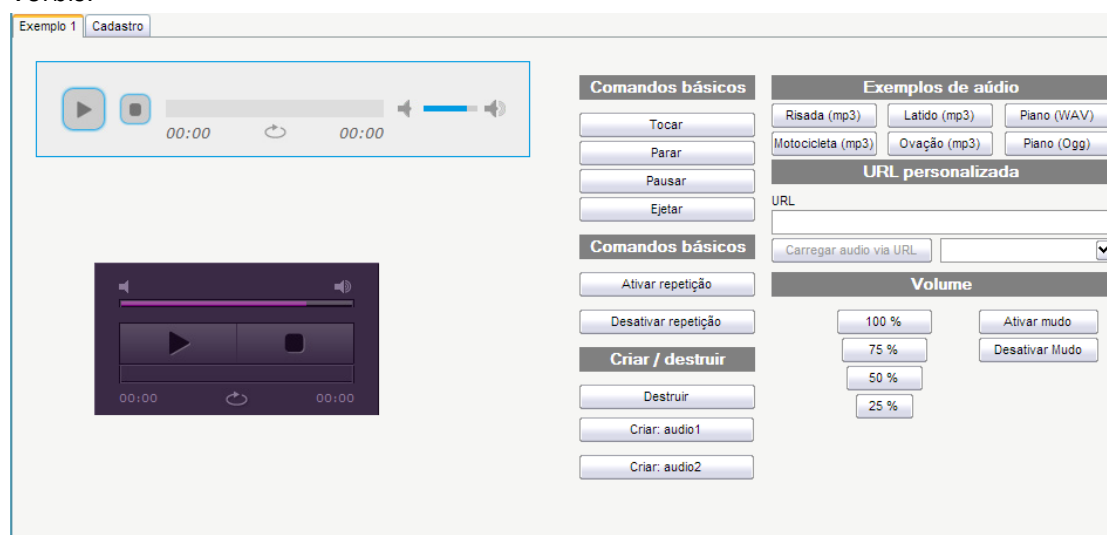 Exemplo 1 Cadastro
00:00 00:00
00:00 00:00
Comandos básicos
Tocar
Parar
Pausar
Ejetar
Comandos básicos
Ativar repetição
Desativar repetição
Criar / destruir
Destruir
Criar: audio1
Criar: audio2
Exemplos de aúdio
Risada (mp3) Latido (mp3) Piano (WAV)
Motocicleta (mp3) Ovação (mp3) Piano (Ogg)
URL personalizada
URL
Carregar audio via URL
Volume
100 % Ativar mudo
75 % Desativar Mudo
50 %
25 %